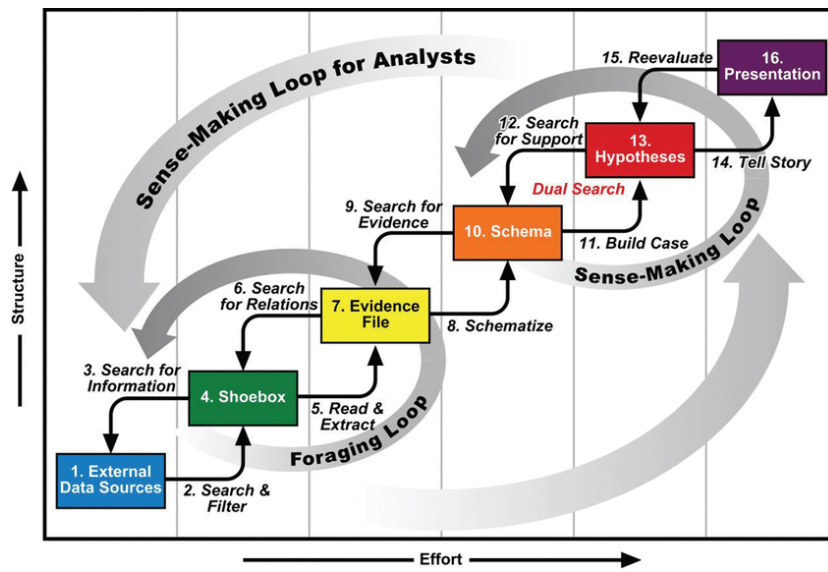 16.
Presentation
15. Reevaluate
Sense-Making Loop for Analysts
12. Search
for Support
13.
Hypotheses
14. Tell Story
Dual Search
9. Search for
Evidence
10. Schema
11. Build Case
Sense-Making Loop
6. Search
for Relations
7. Evidence
File
8. Schematize
3. Search for
Information
4. Shoebox
5. Read &
Extract
Foraging Loop
1. External
Data Sources
2. Search &
Filter
Structure
Effort